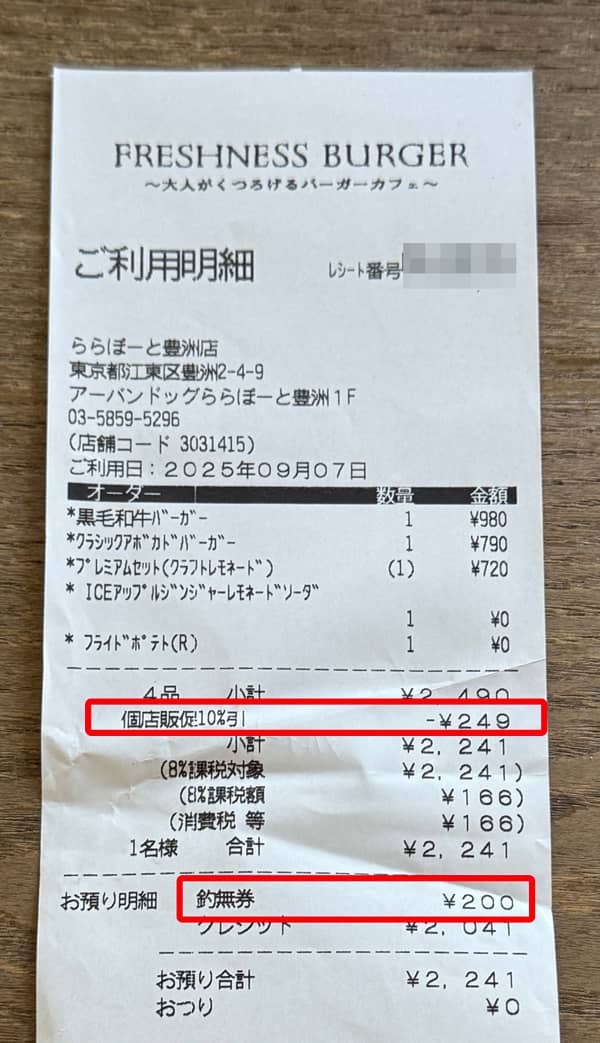 FRESHNESS BURGER
～大人がくつろげるバーガーカフェ～
ご利用明細 ﾚｼｰﾄ番号
ららぽーと豊洲店
東京都江東区豊洲2-4-9
アーバンドッグららぽーと豊洲１F
03-5859-5296
(店舗コード 3031415)
ご利用日：２０２５年０９月０７日
オーダー 数量 金額
*黒毛和牛ﾊﾞｰｶﾞｰ 1 ¥980
*ｸﾗｼｯｸｱﾎﾞｶﾄﾞﾊﾞｰｶﾞｰ 1 ¥790
*ﾌﾟﾚﾐｱﾑｾｯﾄ(ｸﾗﾌﾄﾚﾓﾈｰﾄﾞ) (1) ¥720
* ICEｱｯﾌﾟﾙｼﾞﾝｼﾞｬｰﾚﾓﾈｰﾄﾞｿｰﾀﾞ
1 ¥0
* ﾌﾗｲﾄﾞﾎﾟﾃﾄ(R) 1 ¥0
４品 小計 ¥２，４９０
個店販促10%引 -¥２４９
小計 ¥２，２４１
(8%課税対象 ¥２，２４１)
(8%課税額 ¥１６６)
(消費税 等 ¥１６６)
1名様 合計 ¥２，２４１
お預り明細 釣無券 ¥２００
クレジット ¥２，０４１
お預り合計 ¥２，２４１
おつり ¥０